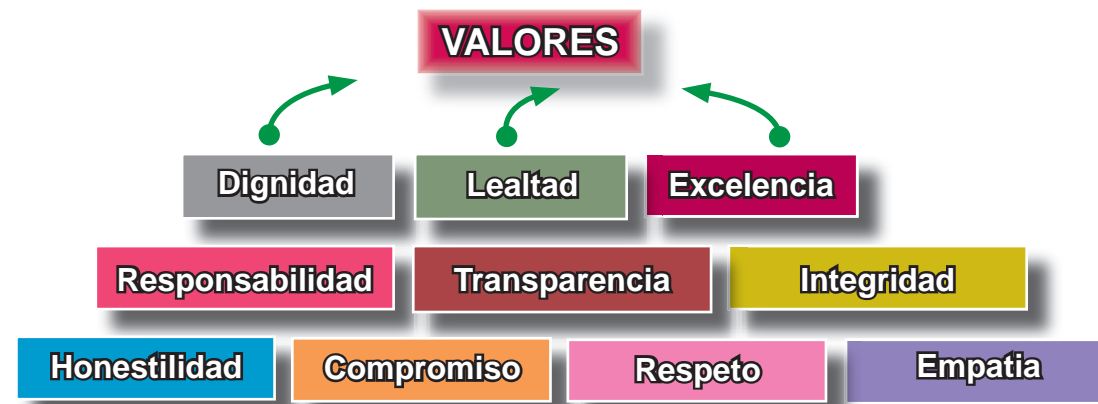 VALORES
Dignidad Lealtad Excelencia
Responsabilidad Transparencia Integridad
Honestilidad Compromiso Respeto Empatia